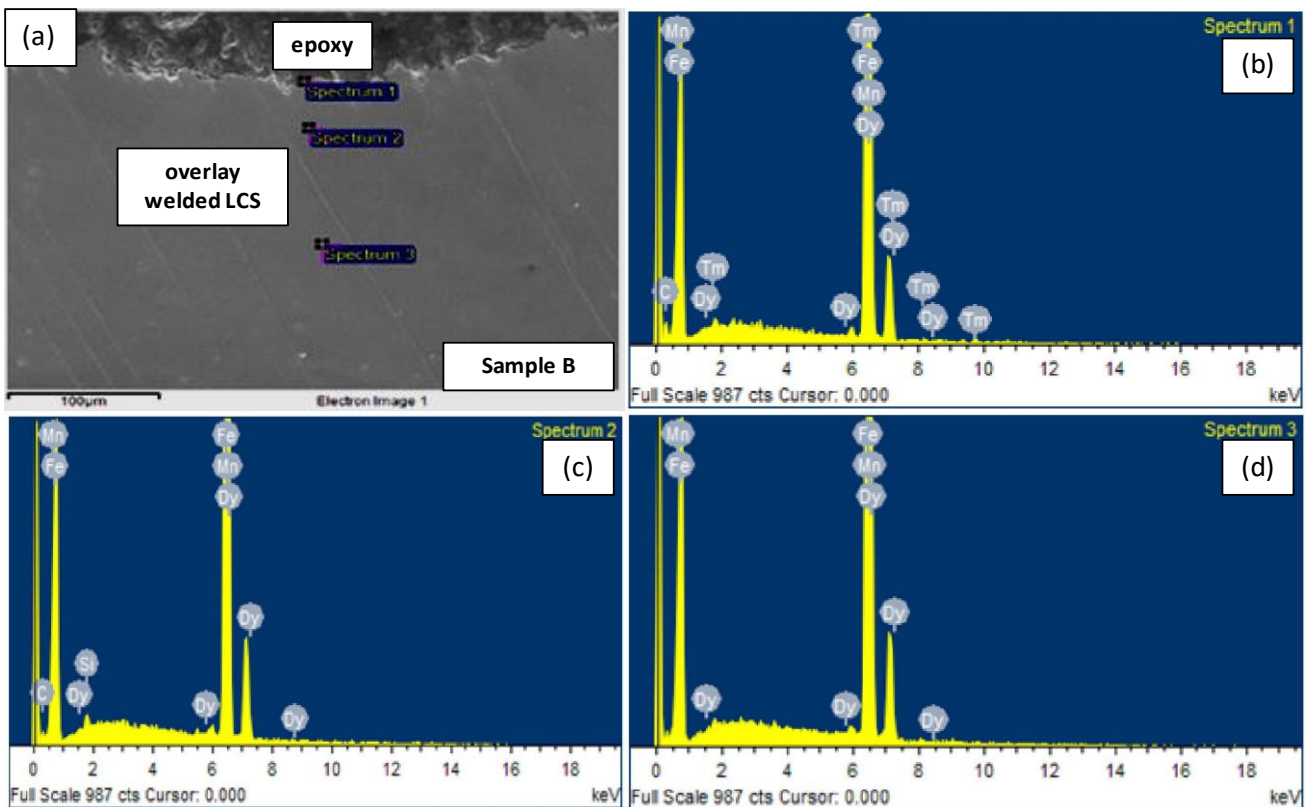 (a)
epoxy
Spectrum 1
Spectrum 2
overlay
welded LCS
Spectrum 3
Sample B
100µm
Electron Image 1
Spectrum 1
(b)
Mn
Fe
Tm
Fe
Mn
Dy
Tm
Dy
Tm
C
Dy
Dy
Tm
Dy
Tm
0 2 4 6 8 10 12 14 16 18
Full Scale 987 cts Cursor: 0.000 keV
Spectrum 2
(c)
Mn
Fe
Fe
Mn
Dy
Dy
Si
C
Dy
Dy
Dy
0 2 4 6 8 10 12 14 16 18
Full Scale 987 cts Cursor: 0.000 keV
Spectrum 3
(d)
Mn
Fe
Fe
Mn
Dy
Dy
Dy
Dy
Dy
0 2 4 6 8 10 12 14 16 18
Full Scale 987 cts Cursor: 0.000 keV